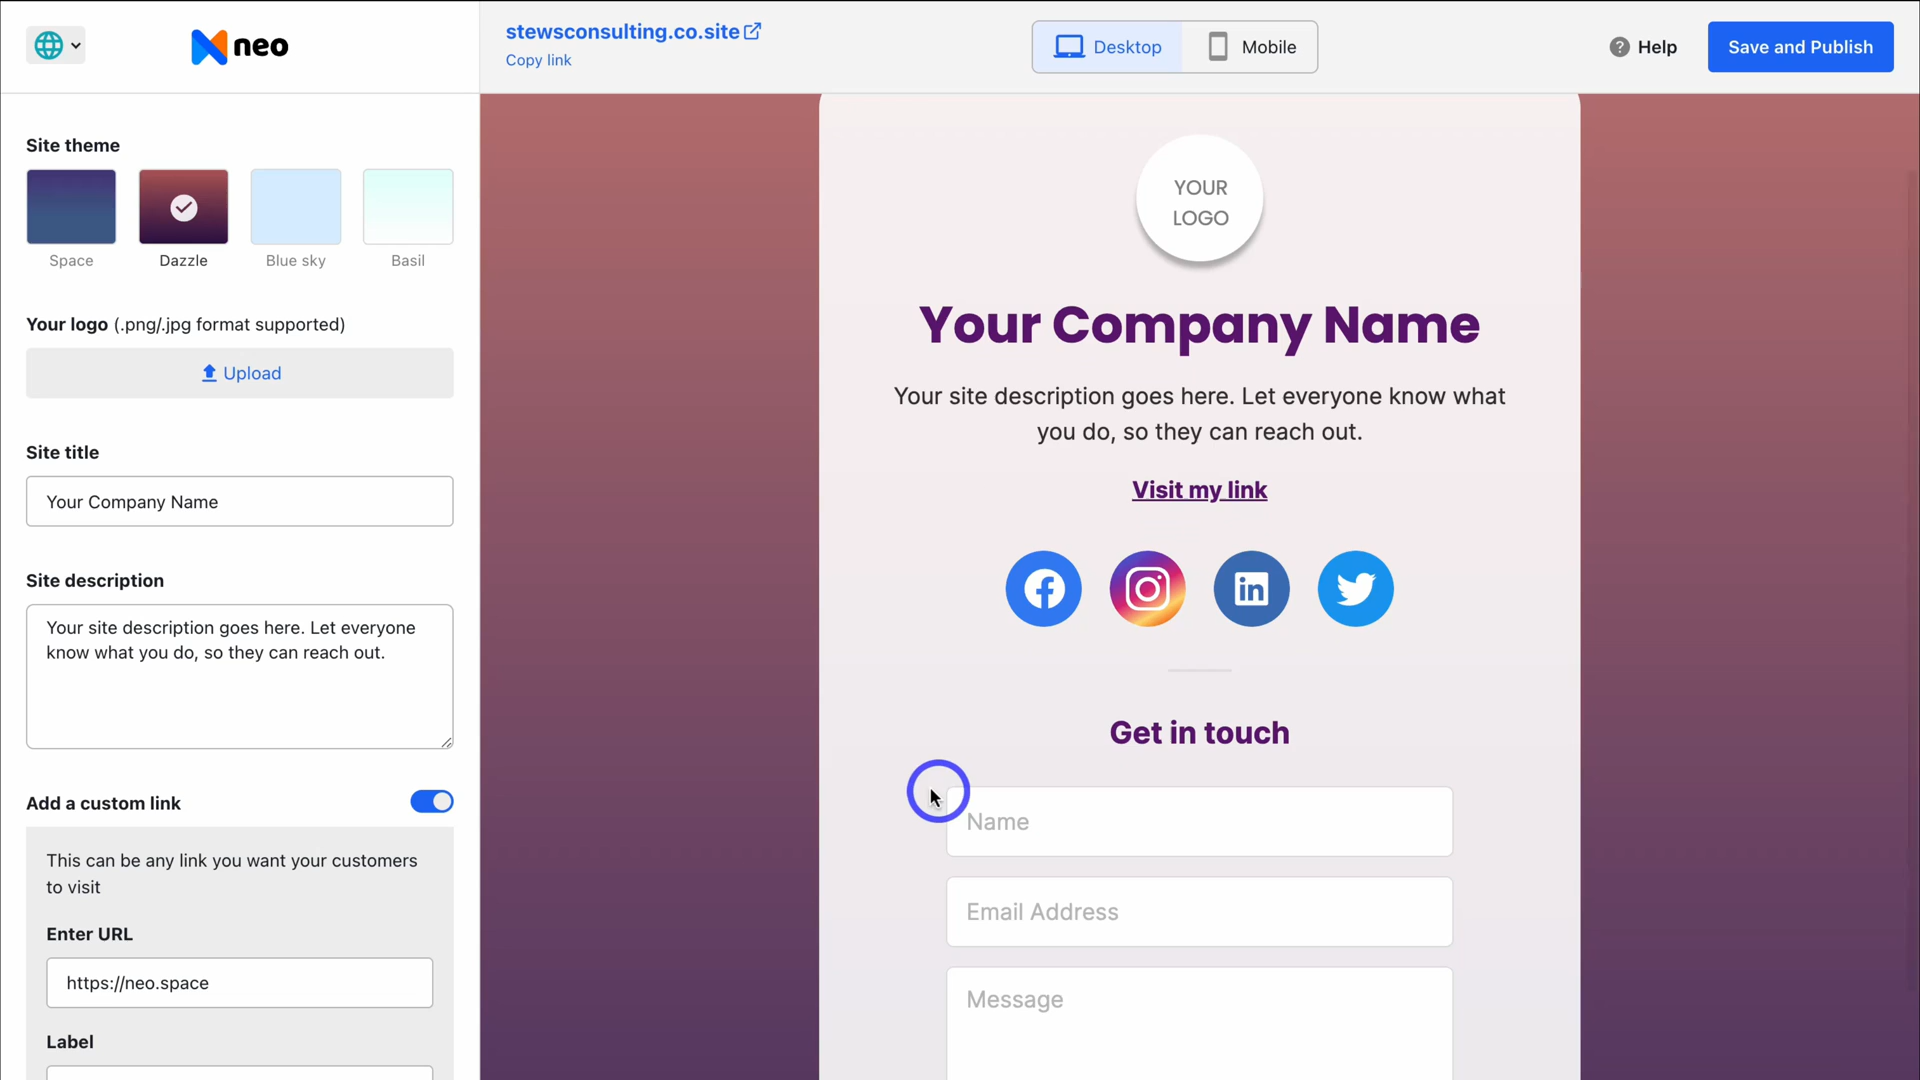 neo
stewsconsulting.co.site
Copy link
Desktop
Mobile
Help
Save and Publish
Site theme
Space
Dazzle
Blue sky
Basil
Your logo (.png/.jpg format supported)
Upload
Site title
Your Company Name
Site description
Your site description goes here. Let everyone
know what you do, so they can reach out.
Add a custom link
This can be any link you want your customers
to visit
Enter URL
https://neo.space
Label
YOUR
LOGO
Your Company Name
Your site description goes here. Let everyone know what
you do, so they can reach out.
Visit my link
Get in touch
Name
Email Address
Message